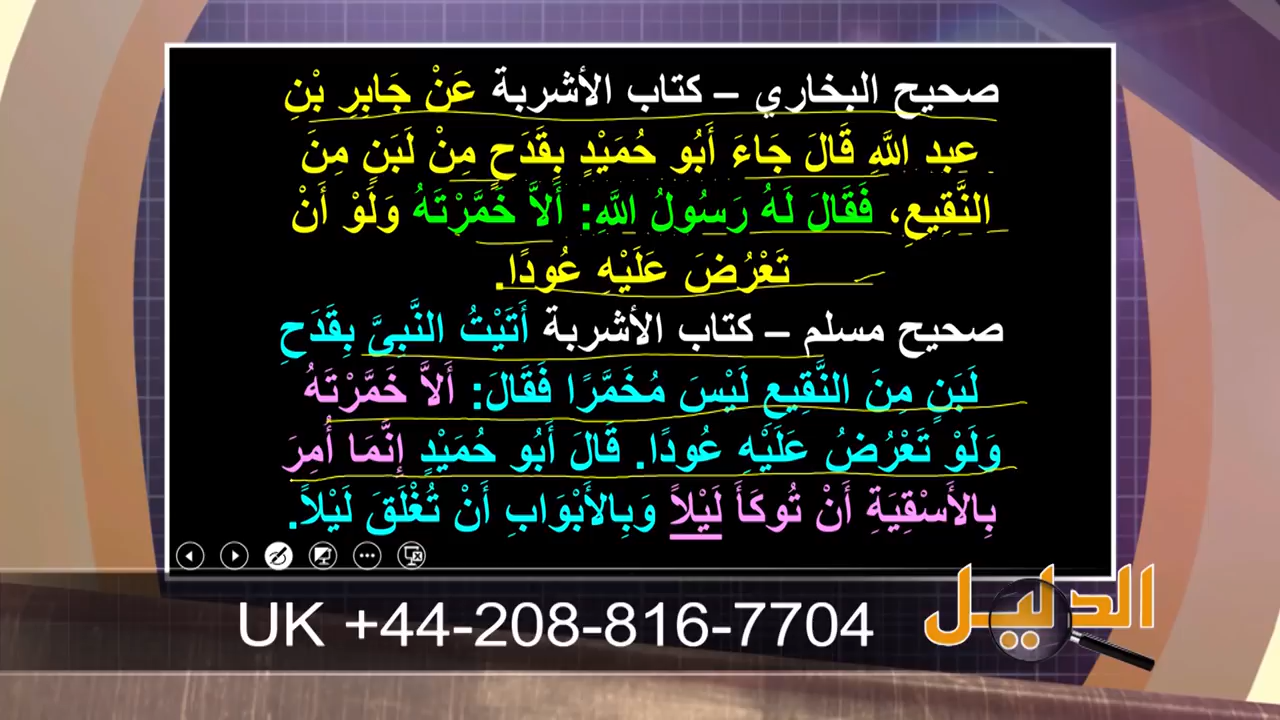 صحيح البخاري – كتاب الأشربة عَنْ جَابِرِ بْنِ
عبد اللَّهِ قَالَ جَاءَ أَبُو حُمَيْدٍ بِقَدَحٍ مِنْ لَبَنٍ مِنَ
النَّقِيعِ، فَقَالَ لَهُ رَسُولُ اللَّهِ: أَلاَّ خَمَّرْتَهُ وَلَوْ أَنْ
تَعْرُضَ عَلَيْهِ عُودًا.
صحيح مسلم – كتاب الأشربة أَتَيْتُ النَّبِىَّ بِقَدَحِ
لَبَنٍ مِنَ النَّقِيعِ لَيْسَ مُخَمَّرًا فَقَالَ: أَلاَّ خَمَّرْتَهُ
وَلَوْ تَعْرُضُ عَلَيْهِ عُودًا. قَالَ أَبُو حُمَيْدٍ إِنَّمَا أُمِرَ
بِالأَسْقِيَةِ أَنْ تُوكَأَ لَيْلاً وَبِالأَبْوَابِ أَنْ تُغْلَقَ لَيْلاً.
الدليل
UK +44-208-816-7704